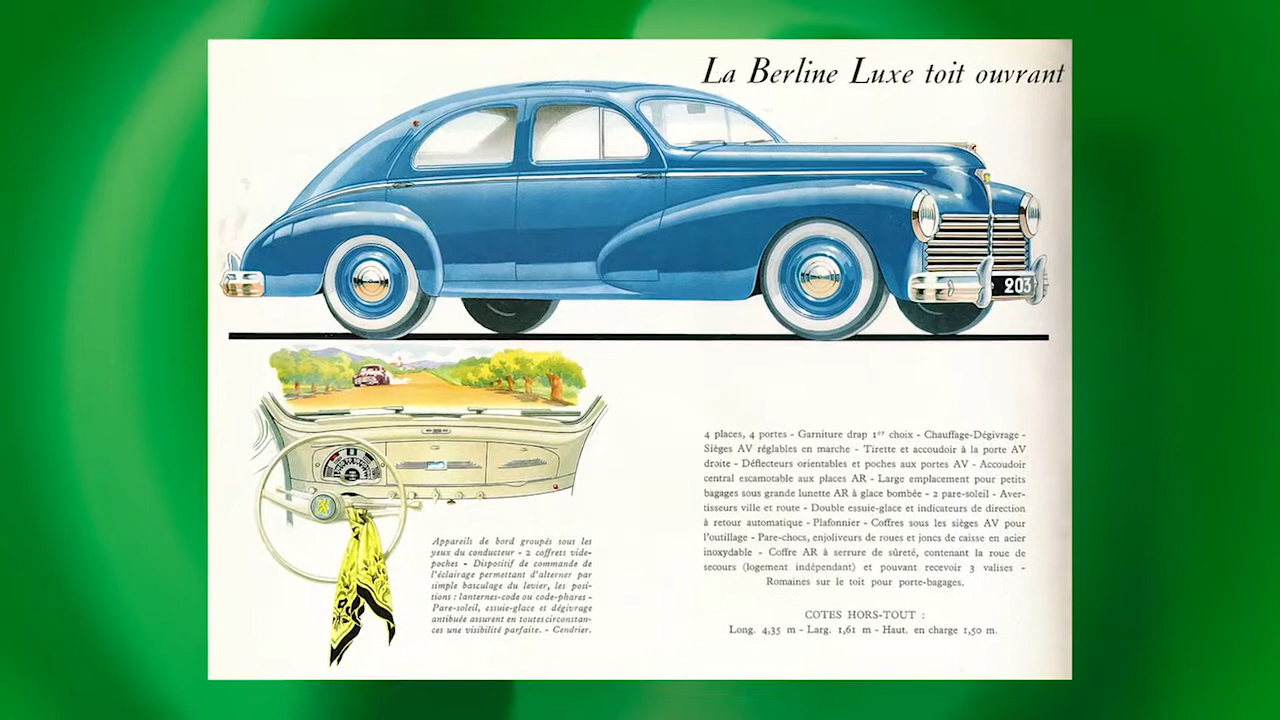 La Berline Luxe toit ouvrant
203
4 places, 4 portes - Garniture drap 1er choix - Chauffage-Dégivrage -
Sièges AV réglables en marche - Tirette et accoudoir à la porte AV
droite - Déflecteurs orientables et poches aux portes AV - Accoudoir
central escamotable aux places AR - Large emplacement pour petits
bagages sous grande lunette AR à glace bombée - 2 pare-soleil - Aver-
tisseurs ville et route - Double essuie-glace et indicateurs de direction
à retour automatique - Plafonnier - Coffres sous les sièges AV pour
l'outillage - Pare-chocs, enjoliveurs de roues et joncs de caisse en acier
inoxydable - Coffre AR à serrure de sûreté, contenant la roue de
secours (logement indépendant) et pouvant recevoir 3 valises -
Romaines sur le toit pour porte-bagages.
COTES HORS-TOUT :
Long. 4,35 m - Larg. 1,61 m - Haut. en charge 1,50 m.
Appareils de bord groupés sous les
yeux du conducteur - 2 coffrets vide-
poches - Dispositif de commande de
l'éclairage permettant d'alterner par
simple basculage du levier, les posi-
tions : lanternes-code ou code-phares -
Pare-soleil, essuie-glace et dégivrage
antibuée assurent en toutes circonstan-
ces une visibilité parfaite. - Cendrier.